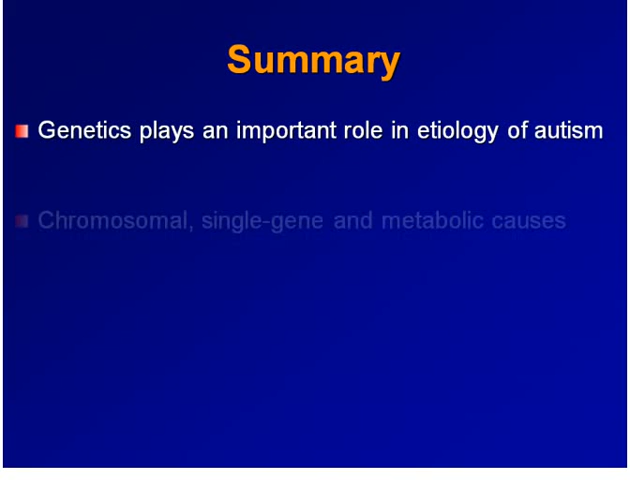 Summary
Genetics plays an important role in etiology of autism
Chromosomal, single-gene and metabolic causes